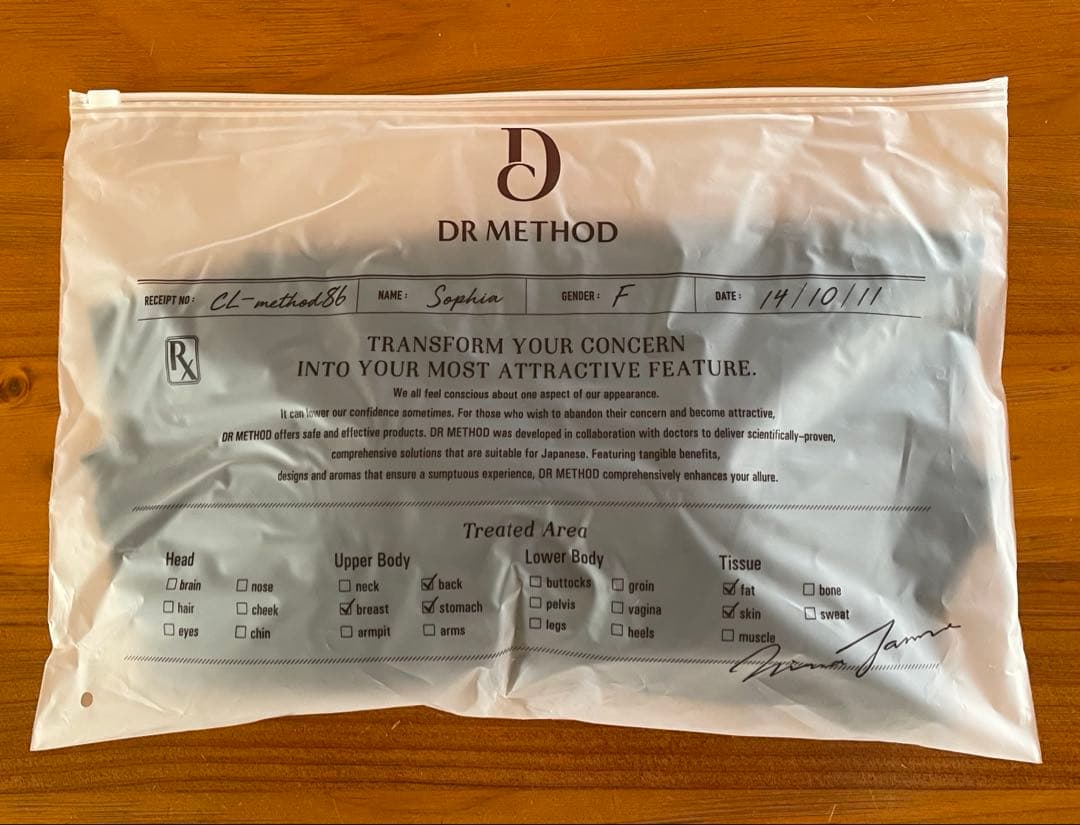 DR METHOD
RECEIPT NO: CL-method86 NAME: Sophia GENDER: F DATE: 14/10/11
Rx
TRANSFORM YOUR CONCERN
INTO YOUR MOST ATTRACTIVE FEATURE.
We all feel conscious about one aspect of our appearance.
It can lower our confidence sometimes. For those who wish to abandon their concern and become attractive,
DR METHOD offers safe and effective products. DR METHOD was developed in collaboration with doctors to deliver scientifically-proven,
comprehensive solutions that are suitable for Japanese. Featuring tangible benefits,
designs and aromas that ensure a sumptuous experience, DR METHOD comprehensively enhances your allure.
Treated Area
Head Upper Body Lower Body Tissue
brain nose neck back buttocks groin fat bone
hair cheek breast stomach pelvis vagina skin sweat
eyes chin armpit arms legs heels muscle